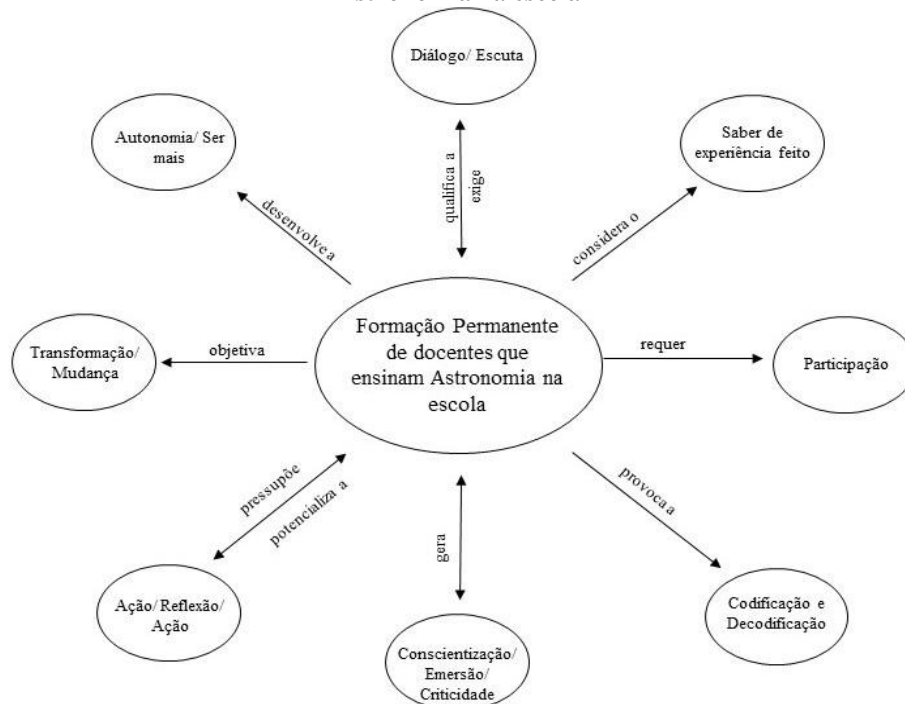 Diálogo/ Escuta
Autonomia/ Ser
mais
Saber de
experiência feito
qualifica a
exige
desenvolve a
considera o
Formação Permanente
de docentes que
ensinam Astronomia na
escola
Transformação/
Mudança
objetiva
requer
Participação
pressupõe
potencializa a
gera
provoca a
Ação/Reflexão/
Ação
Conscientização/
Emersão/
Criticidade
Codificação e
Decodificação